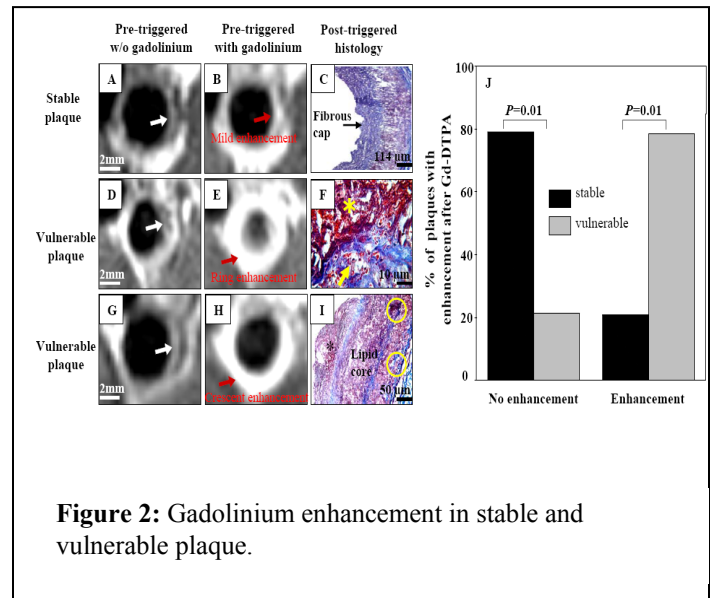 Pre-triggered
w/o gadolinium
Pre-triggered
with gadolinium
Post-triggered
histology
Stable
plaque
A
2mm
B
Mild enhancement
C
Fibrous
cap
114 µm
Vulnerable
plaque
D
2mm
E
Ring enhancement
F
*
10 µm
Vulnerable
plaque
G
2mm
H
Crescent enhancement
I
*
Lipid
core
50 µm
J
% of plaques with
enhancement after Gd-DTPA
100
80
60
40
20
0
P=0.01
P=0.01
stable
vulnerable
No enhancement
Enhancement
Figure 2: Gadolinium enhancement in stable and
vulnerable plaque.